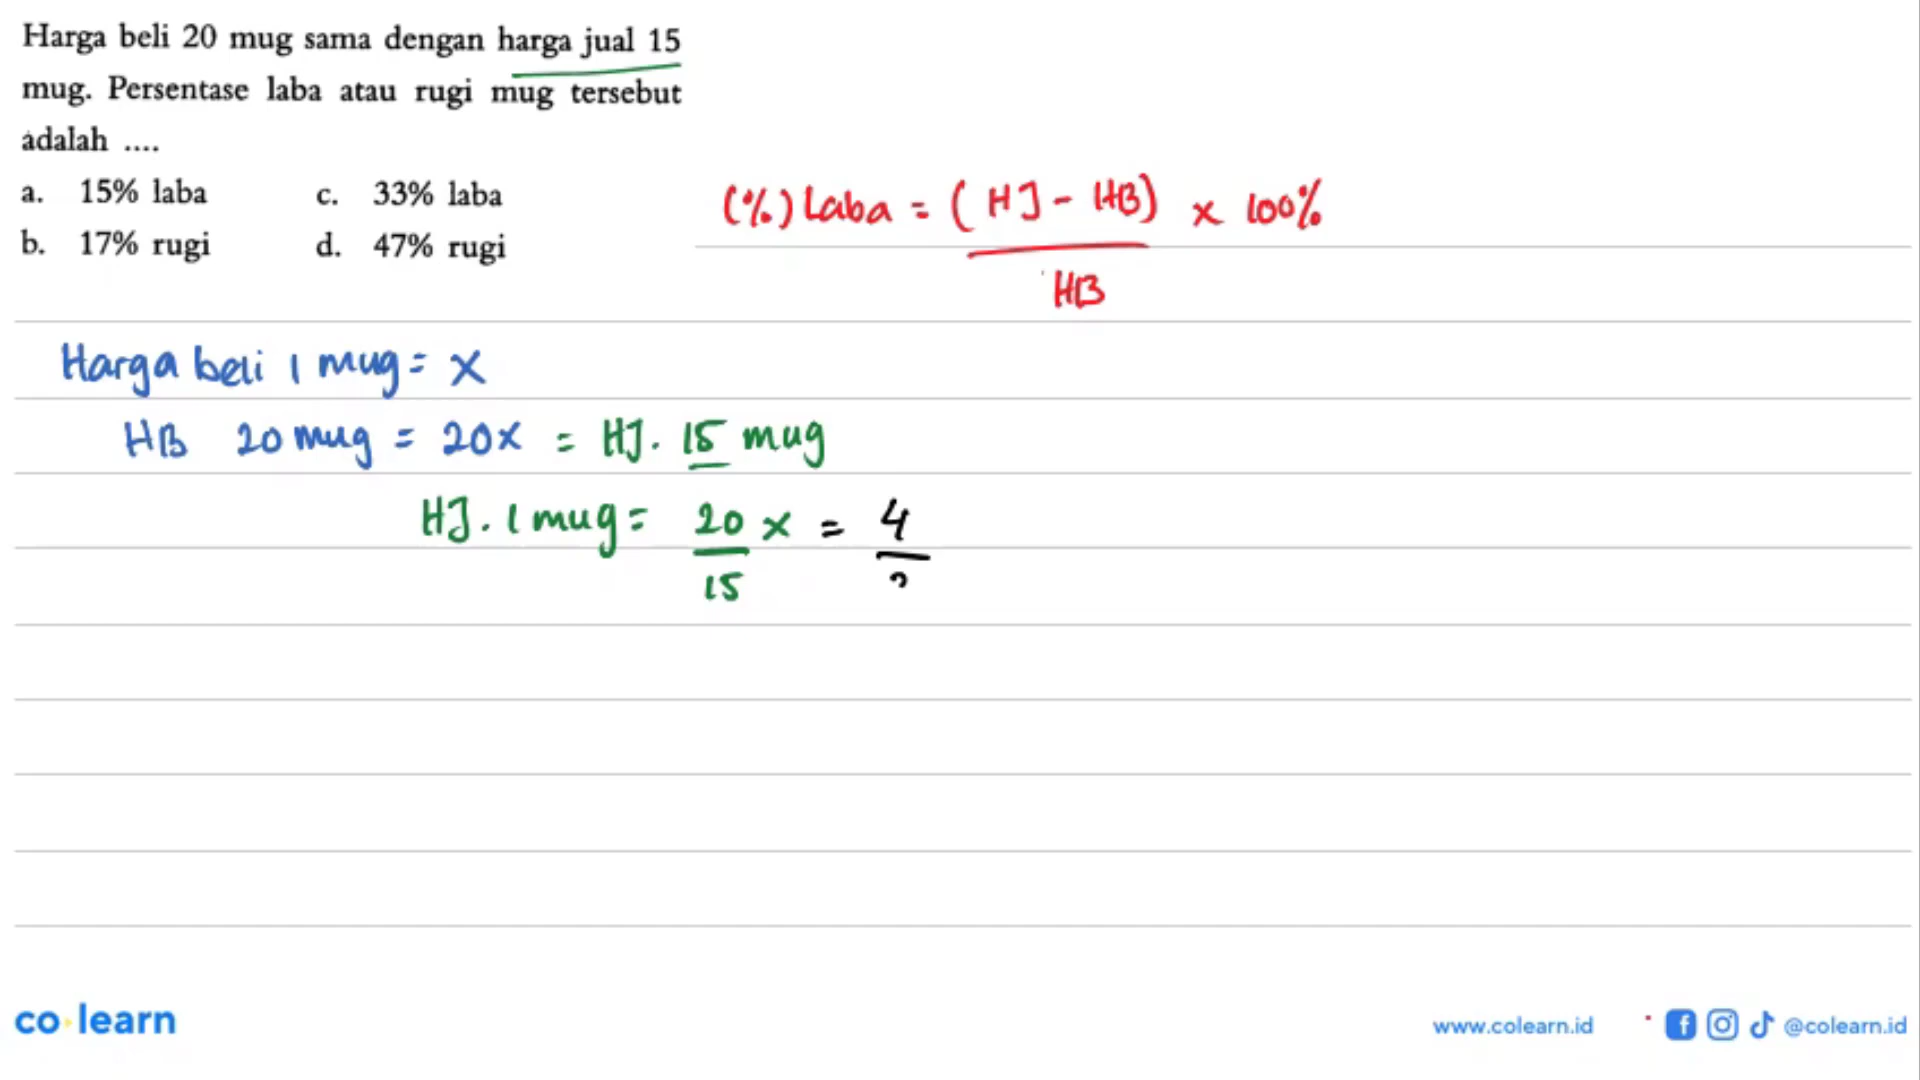 Harga beli 20 mug sama dengan harga jual 15
mug. Persentase laba atau rugi mug tersebut
adalah ....
a. 15% laba c. 33% laba
b. 17% rugi d. 47% rugi
(%) Laba = (HJ - HB) x 100%
HB
Harga beli 1 mug = x
HB 20 mug = 20x = HJ. 15 mug
HJ. 1 mug = 20 x = 4
15
co learn
www.colearn.id @colearn.id